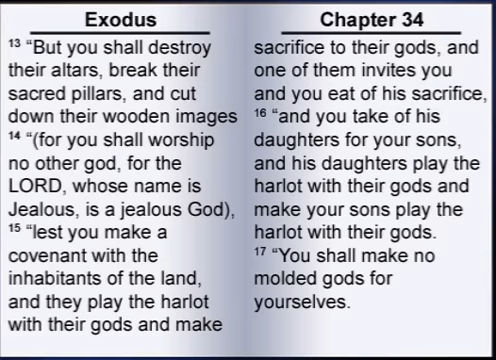 Exodus
13 “But you shall destroy
their altars, break their
sacred pillars, and cut
down their wooden images
14 “(for you shall worship
no other god, for the
LORD, whose name is
Jealous, is a jealous God),
15 “lest you make a
covenant with the
inhabitants of the land,
and they play the harlot
with their gods and make
Chapter 34
sacrifice to their gods, and
one of them invites you
and you eat of his sacrifice,
16 “and you take of his
daughters for your sons,
and his daughters play the
harlot with their gods and
make your sons play the
harlot with their gods.
17 “You shall make no
molded gods for
yourselves.